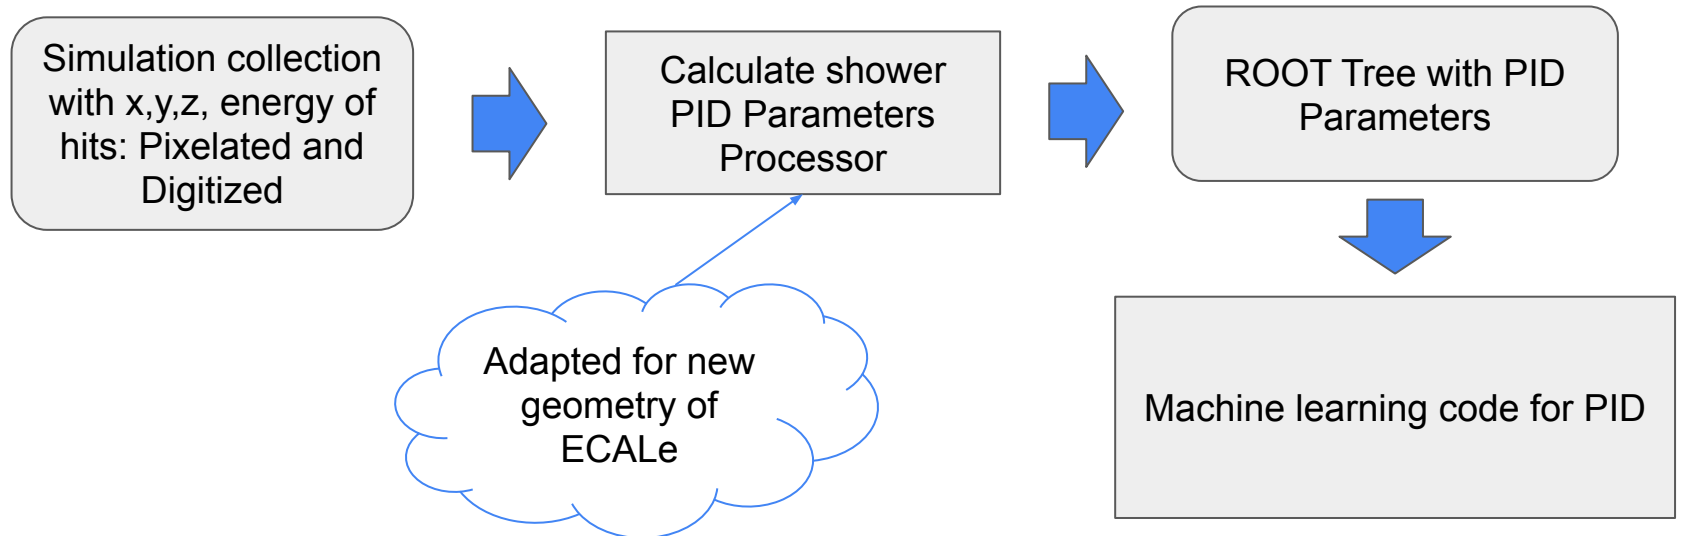 Simulation collection
with x,y,z, energy of
hits: Pixelated and
Digitized
Calculate shower
PID Parameters
Processor
ROOT Tree with PID
Parameters
Adapted for new
geometry of
ECALe
Machine learning code for PID